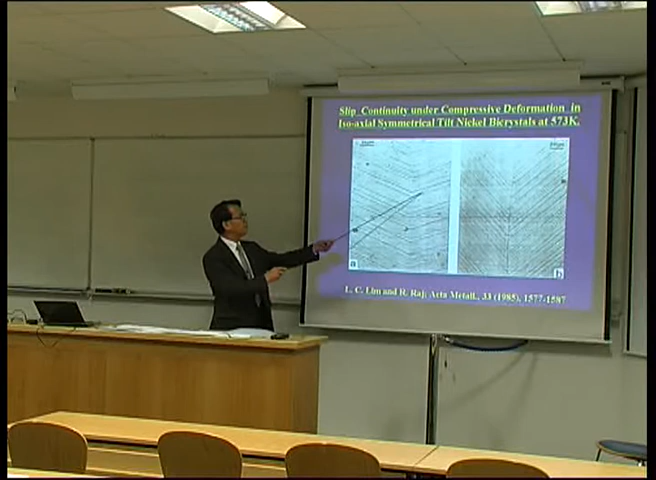 Slip Continuity under Compressive Deformation in
Iso-axial Symmetrical Tilt Nickel Bicrystals at 573K.
a
b
L. C. Lim and R. Raj; Acta Metall., 33 (1985), 1577-1587